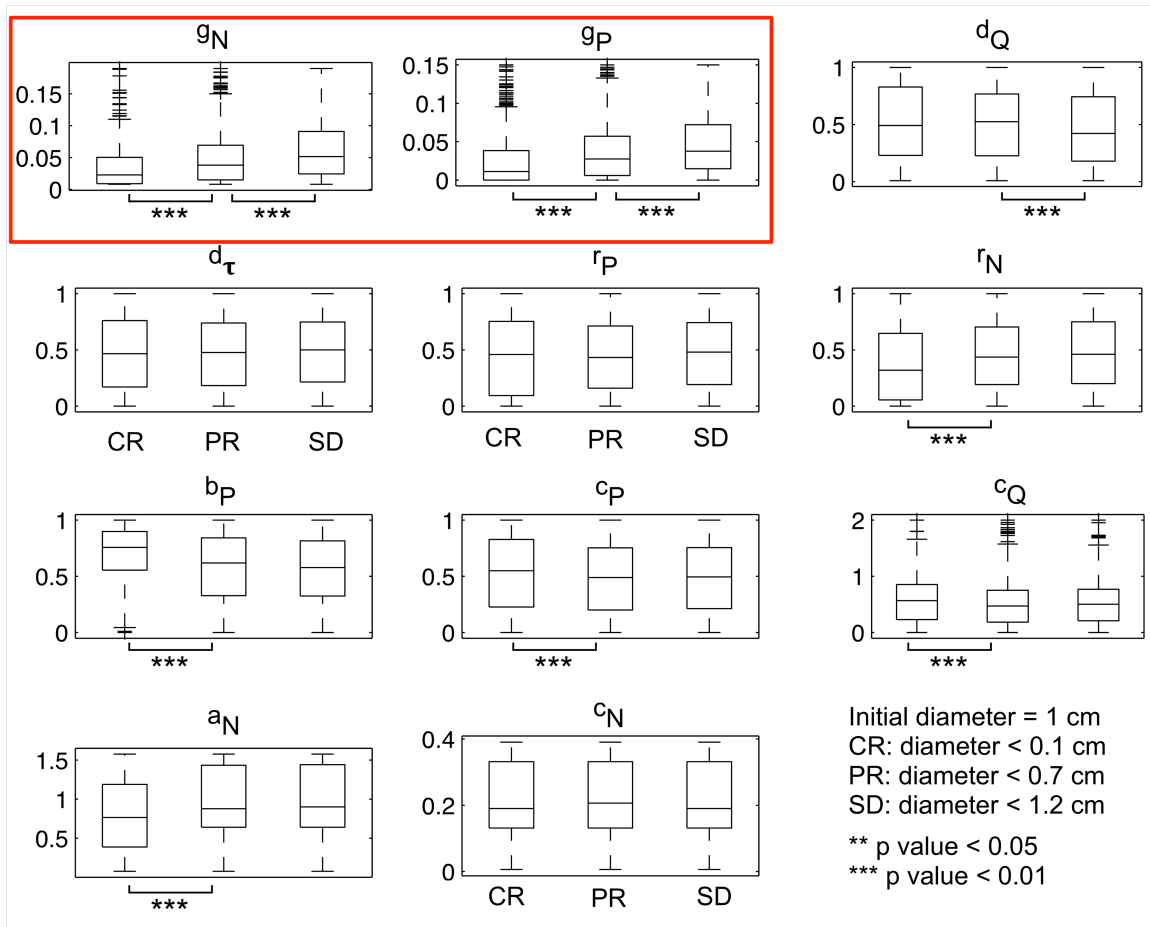 gN
gP
dQ
0.15
0.1
0.05
0
0.15
0.1
0.05
0
1
0.5
0
*** ***
*** ***
***
dτ
rP
rN
1
0.5
0
1
0.5
0
1
0.5
0
CR PR SD
CR PR SD
***
bP
cP
cQ
1
0.5
0
1
0.5
0
2
1
0
***
***
***
aN
cN
1.5
1
0.5
0.4
0.2
0
***
CR PR SD
Initial diameter = 1 cm
CR: diameter < 0.1 cm
PR: diameter < 0.7 cm
SD: diameter < 1.2 cm
** p value < 0.05
*** p value < 0.01